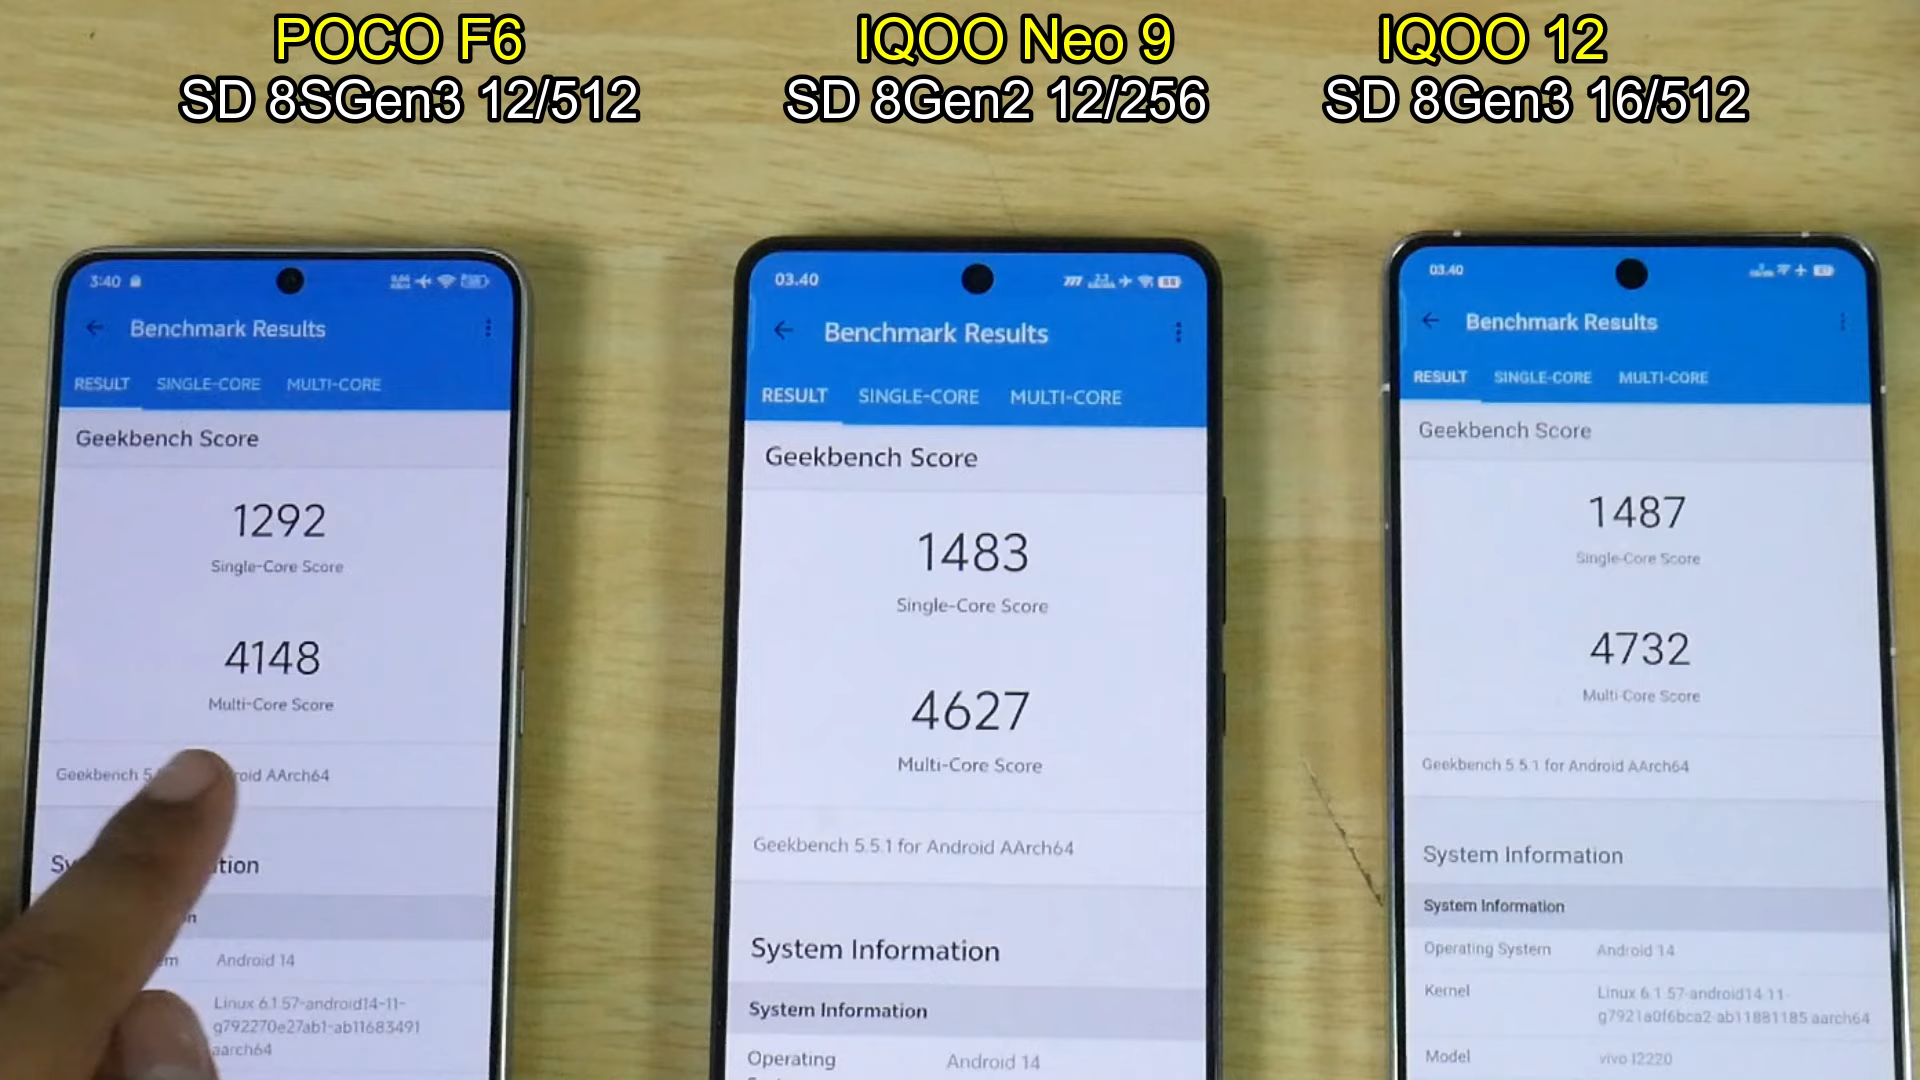 POCO F6
SD 8SGen3 12/512
IQOO Neo 9
SD 8Gen2 12/256
IQOO 12
SD 8Gen3 16/512
3:40
Benchmark Results
RESULT SINGLE-CORE MULTI-CORE
Geekbench Score
1292
Single-Core Score
4148
Multi-Core Score
Geekbench 5 roid AArch64
Sy tion
n
m Android 14
Linux 6.1.57-android14-11-
g792270e27ab1-ab11683491
aarch64
03.40
Benchmark Results
RESULT SINGLE-CORE MULTI-CORE
Geekbench Score
1483
Single-Core Score
4627
Multi-Core Score
Geekbench 5.5.1 for Android AArch64
System Information
System Information
Operating Android 14
03.40
Benchmark Results
RESULT SINGLE-CORE MULTI-CORE
Geekbench Score
1487
Single-Core Score
4732
Multi-Core Score
Geekbench 5.5.1 for Android AArch64
System Information
System Information
Operating System Android 14
Kernel Linux 6.1.57-android14-11-
g7921a0f6bca2-ab11881185 aarch64
Model vivo I2220